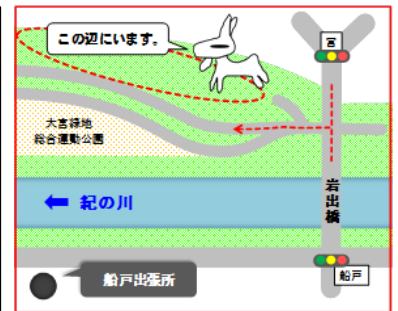 この辺にいます。
宮
大宮緑地
総合運動公園
岩出橋
紀の川
船戸
船戸出張所